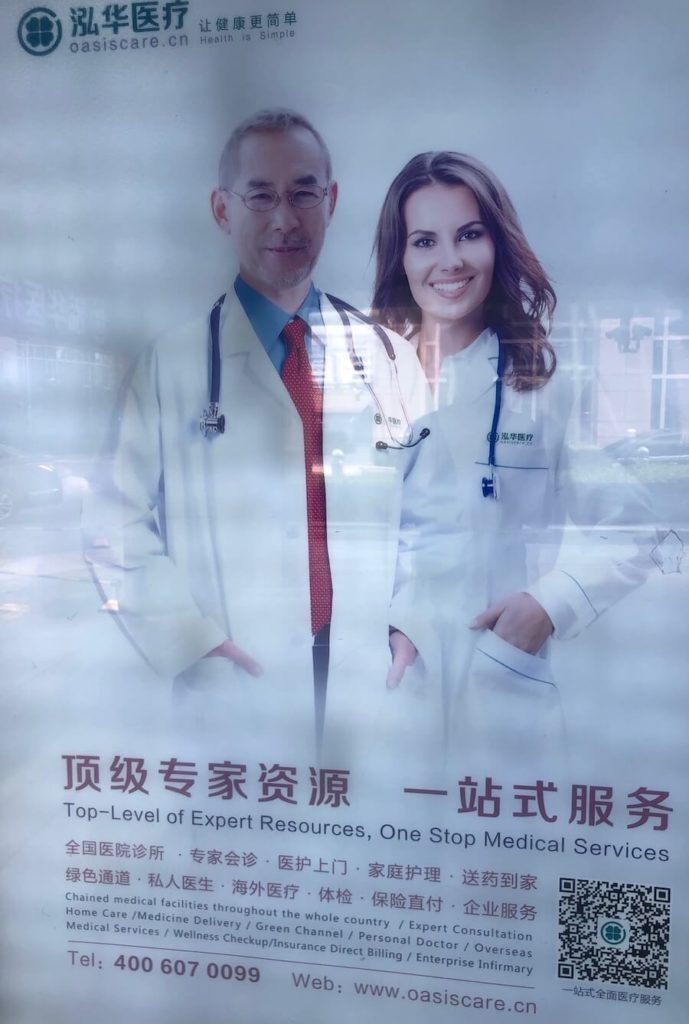 泓华医疗 让健康更简单
oasiscare.cn Health is Simple
华医疗
泓华医疗
oasiscare.cn
顶级专家资源 一站式服务
Top-Level of Expert Resources, One Stop Medical Services
全国医院诊所 · 专家会诊 · 医护上门 · 家庭护理 · 送药到家
绿色通道 · 私人医生 · 海外医疗 · 体检 · 保险直付 · 企业服务
Chained medical facilities throughout the whole country / Expert Consultation
Home Care /Medicine Delivery / Green Channel / Personal Doctor / Overseas
Medical Services / Wellness Checkup/Insurance Direct Billing / Enterprise Infirmary
Tel: 400 607 0099 Web: www.oasiscare.cn
一站式全面医疗服务